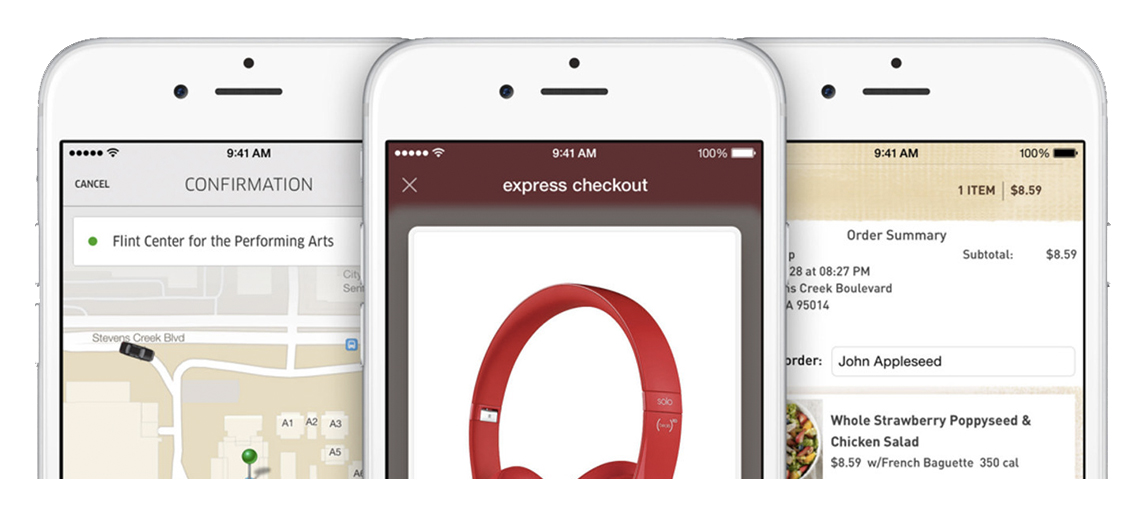 9:41 AM
CANCEL
CONFIRMATION
Flint Center for the Performing Arts
City
Stevens Creek Blvd
A1
A2
A3
A5
9:41 AM
100%
express checkout
solo
9:41 AM
100%
1 ITEM
$8.59
Order Summary
p
Subtotal:
$8.59
28 at 08:27 PM
ns Creek Boulevard
A 95014
order:
John Appleseed
Whole Strawberry Poppyseed &
Chicken Salad
$8.59 w/French Baguette 350 cal